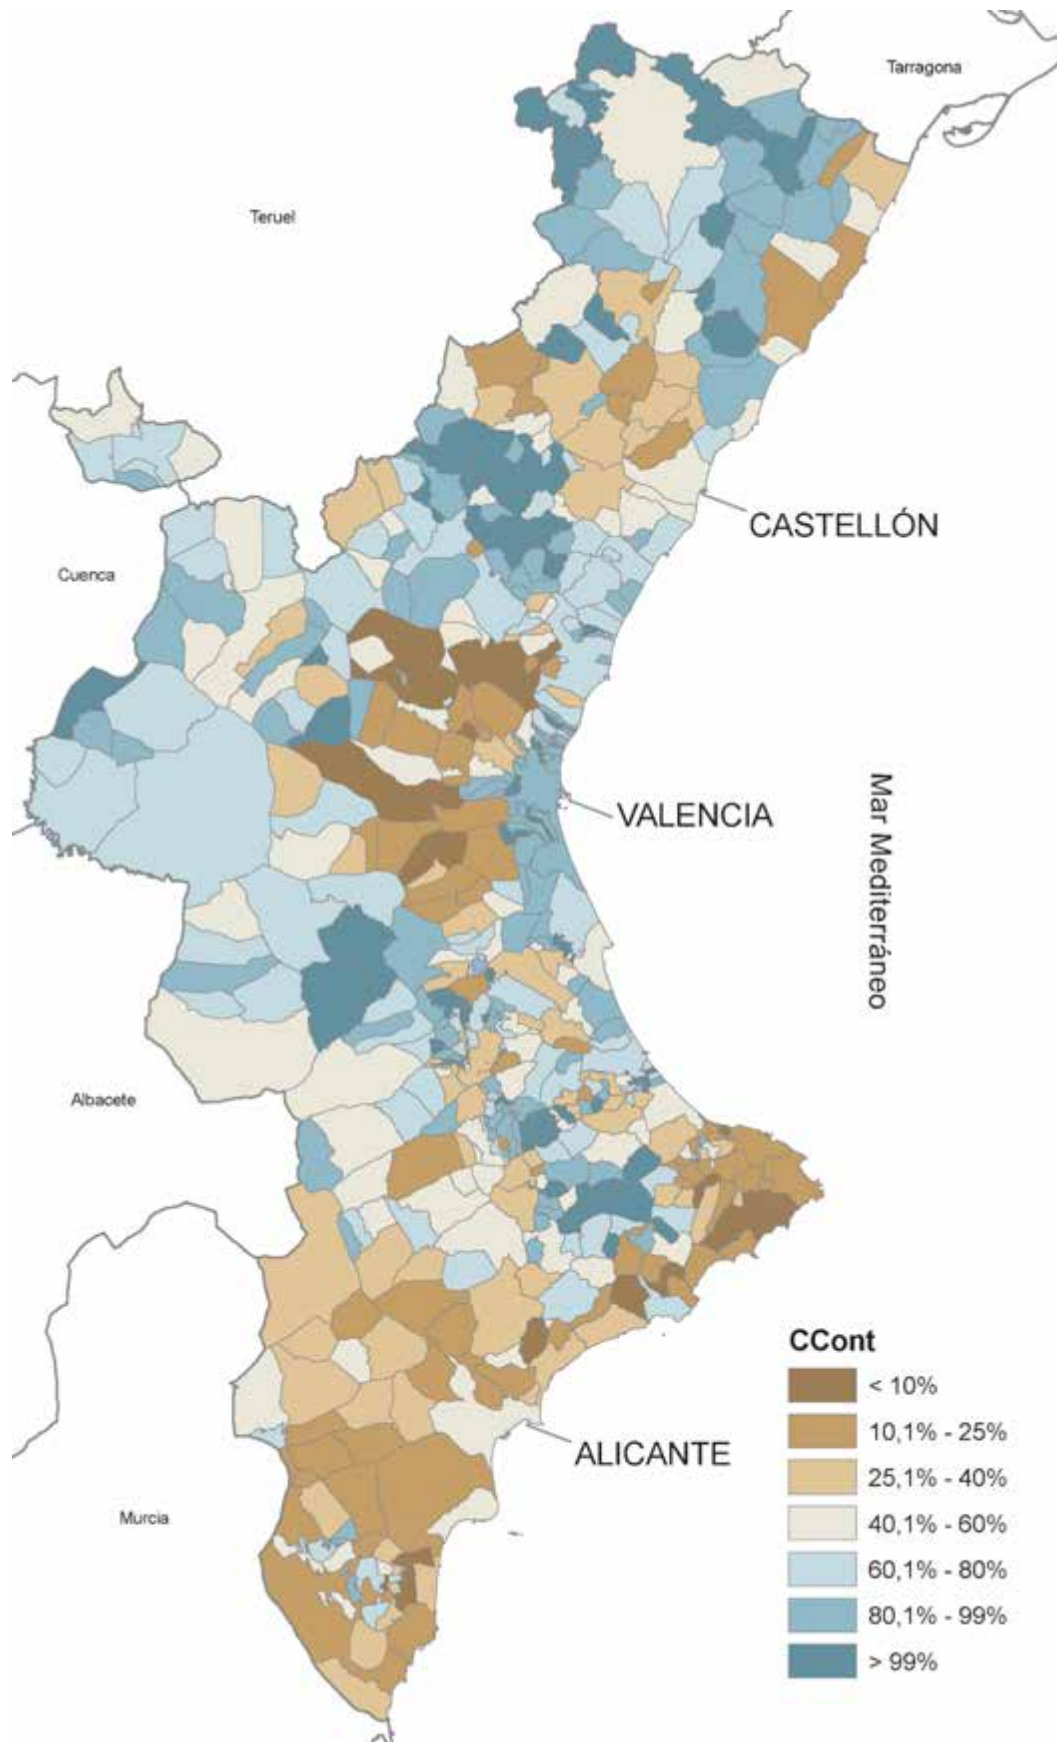 Tarragona
Teruel
CASTELLÓN
Cuenca
VALENCIA
Mar Mediterráneo
Albacete
ALICANTE
Murcia
CCont
< 10%
10,1% - 25%
25,1% - 40%
40,1% - 60%
60,1% - 80%
80,1% - 99%
> 99%